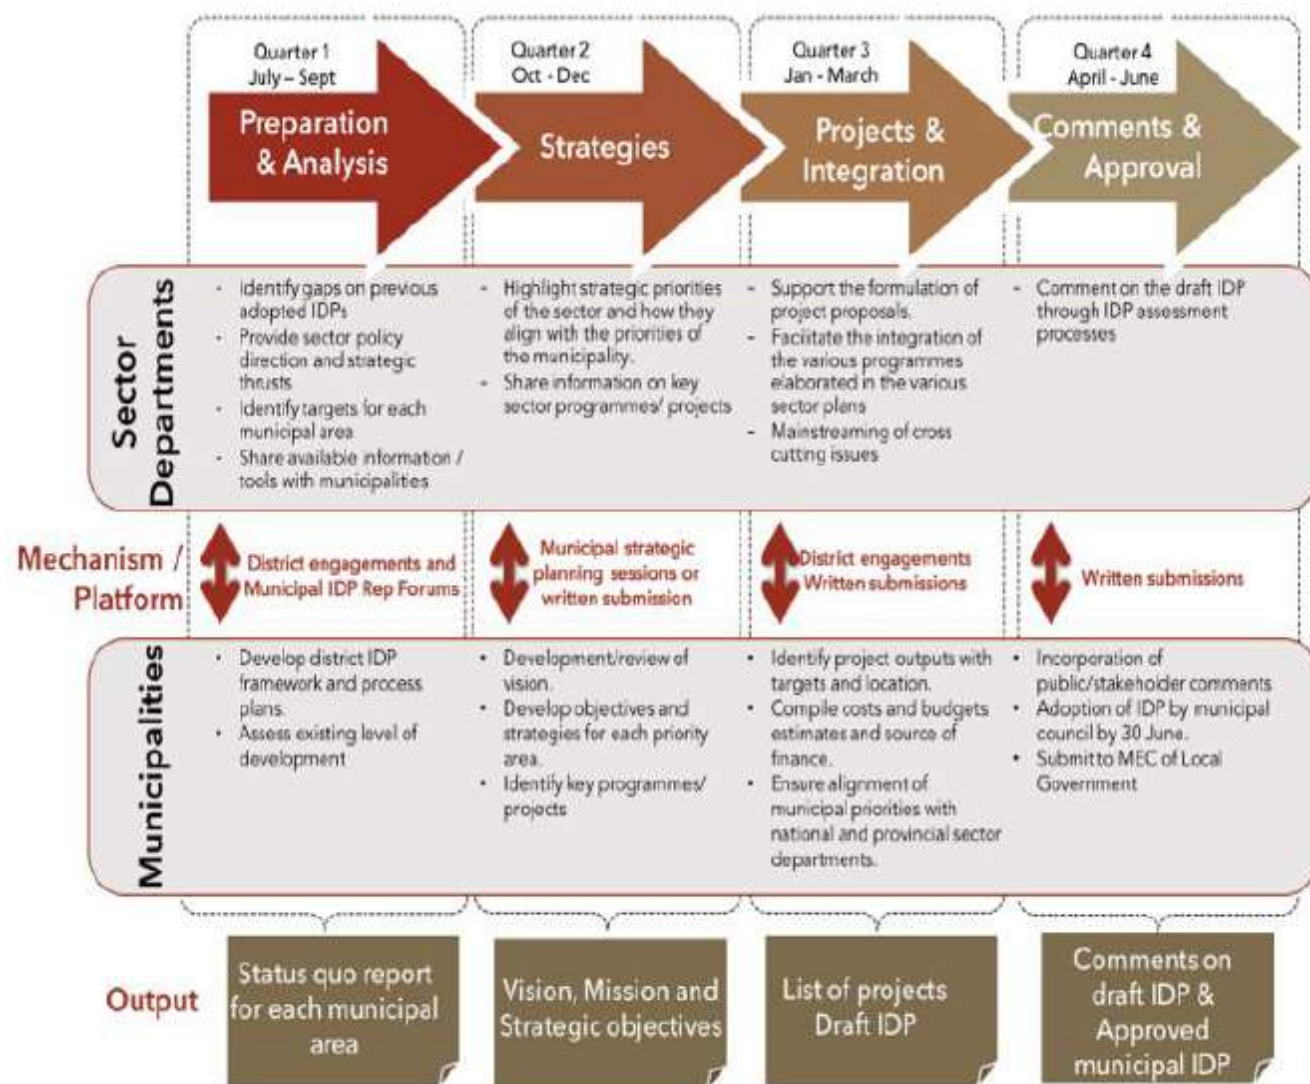 Quarter 1
July – Sept
Preparation
& Analysis
Quarter 2
Oct - Dec
Strategies
Quarter 3
Jan - March
Projects &
Integration
Quarter 4
April - June
Comments &
Approval
Sector
Departments
- Identify gaps on previous
adopted IDPs
- Provide sector policy
direction and strategic
thrusts
- Identify targets for each
municipal area
- Share available information /
tools with municipalities
- Highlight strategic priorities
of the sector and how they
align with the priorities of
the municipality.
- Share information on key
sector programmes/ projects
- Support the formulation of
project proposals.
- Facilitate the integration of
the various programmes
elaborated in the various
sector plans
- Mainstreaming of cross
cutting issues
- Comment on the draft IDP
through IDP assessment
processes
Mechanism /
Platform
District engagements and
Municipal IDP Rep Forums
Municipal strategic
planning sessions or
written submission
District engagements
Written submissions
Written submissions
Municipalities
• Develop district IDP
framework and process
plans.
• Assess existing level of
development
• Development/review of
vision.
• Develop objectives and
strategies for each priority
area.
• Identify key programmes/
projects
• Identify project outputs with
targets and location.
• Compile costs and budgets
estimates and source of
finance.
• Ensure alignment of
municipal priorities with
national and provincial sector
departments.
• Incorporation of
public/stakeholder comments
• Adoption of IDP by municipal
council by 30 June.
• Submit to MEC of Local
Government
Output
Status quo report
for each municipal
area
Vision, Mission and
Strategic objectives
List of projects
Draft IDP
Comments on
draft IDP &
Approved
municipal IDP